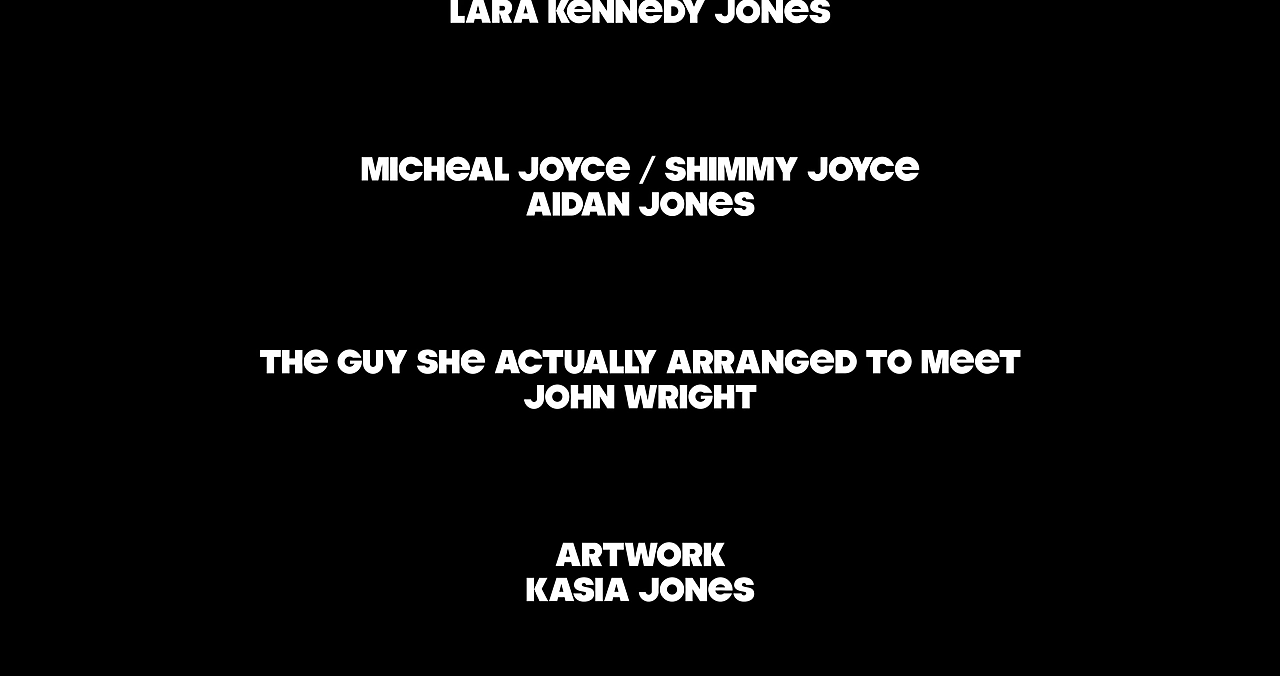 LARA KeNNeDY JONeS
MICHeAL JOYCe / SHIMMY JOYCe
AIDAN JONeS
THe GUY SHe ACTUALLY ARRANGeD TO MeeT
JOHN WRIGHT
ARTWORK
KASIA JONeS